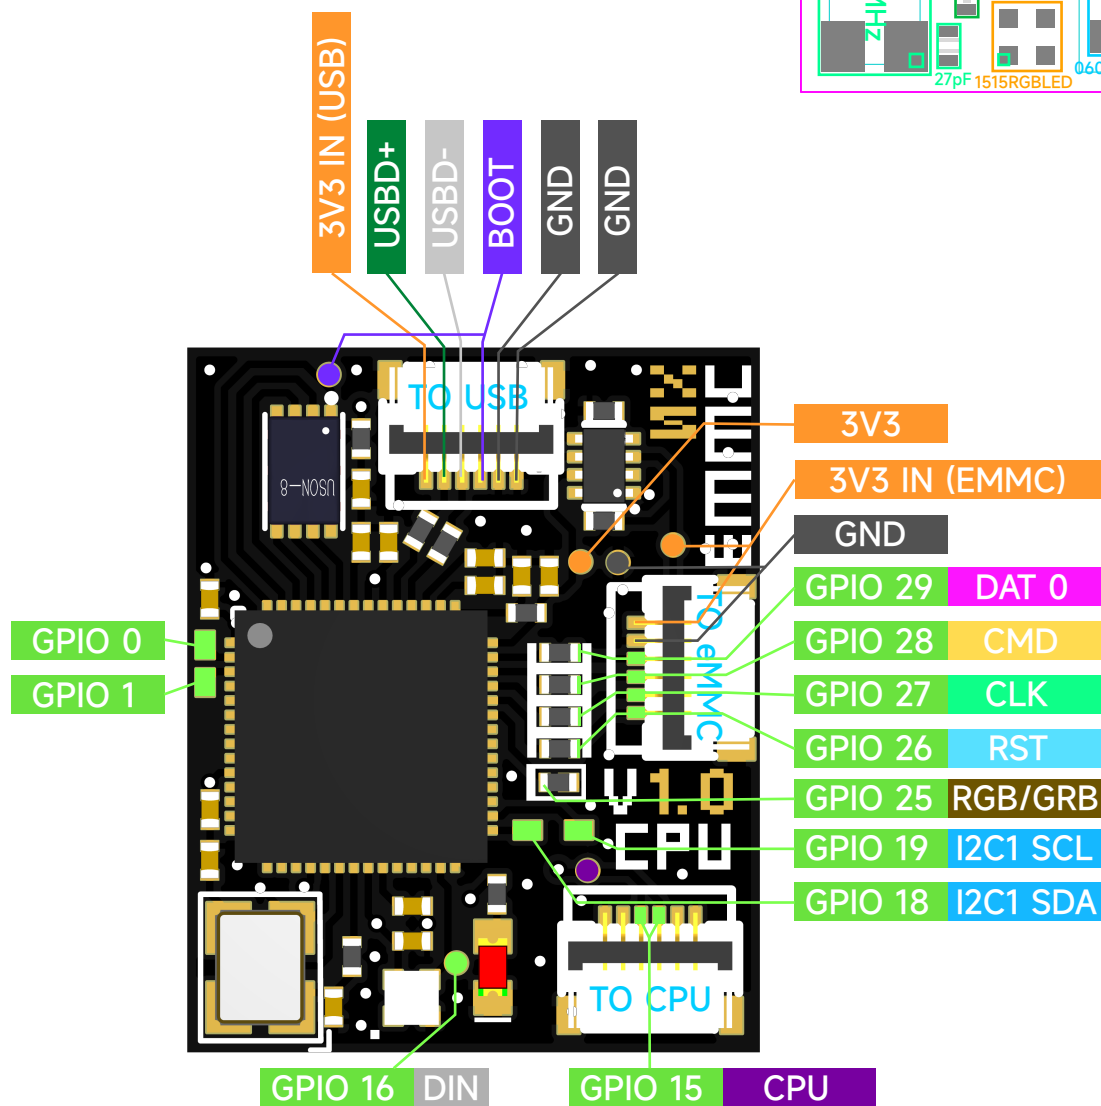 MHz
27pF
1515RGBLED
060
3V3 IN (USB)
USBD+
USBD-
BOOT
GND
GND
TO USB
NX
EMMC
USON-8
3V3
3V3 IN (EMMC)
GND
GPIO 29 DAT 0
GPIO 28 CMD
GPIO 27 CLK
GPIO 26 RST
GPIO 25 RGB/GRB
GPIO 19 I2C1 SCL
GPIO 18 I2C1 SDA
GPIO 0
GPIO 1
TO eMMC
V 1.0
CPU
TO CPU
GPIO 16 DIN
GPIO 15 CPU